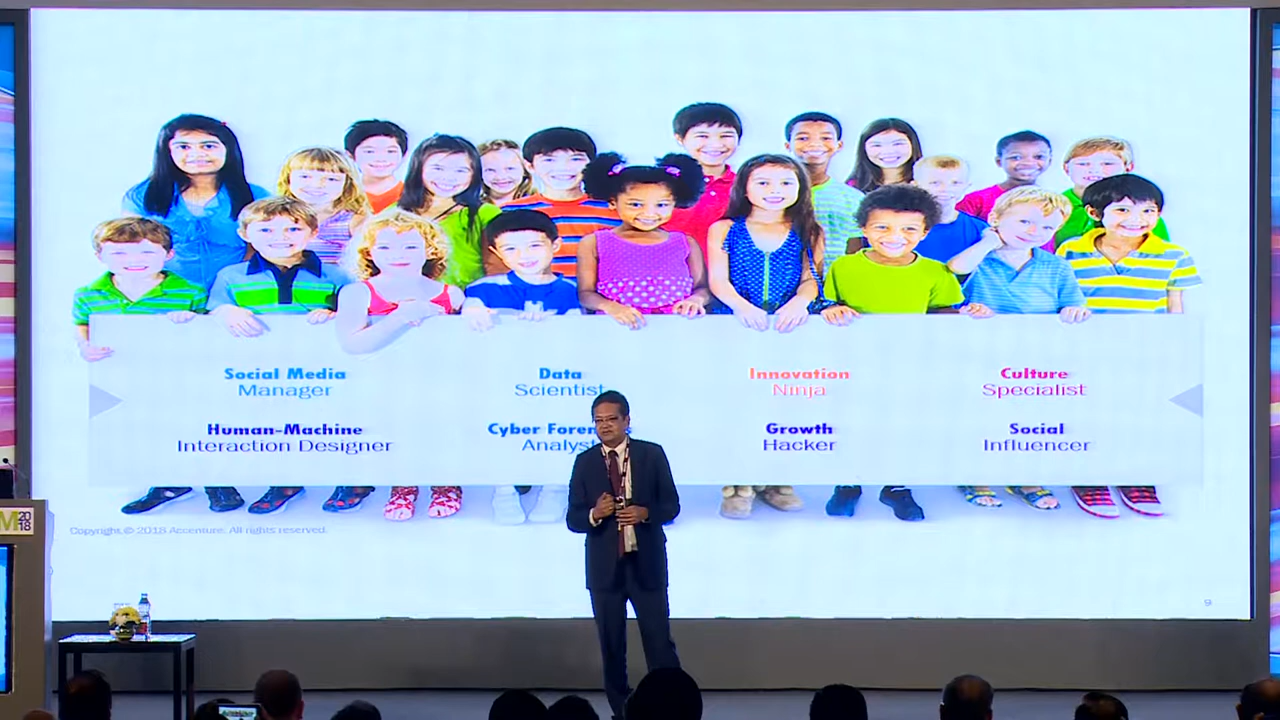 Social Media
Manager
Data
Scientist
Innovation
Ninja
Culture
Specialist
Human-Machine
Interaction Designer
Cyber Foren s
Analyst
Growth
Hacker
Social
Influencer
Copyright © 2018 Accenture. All rights reserved.
9
M 2018